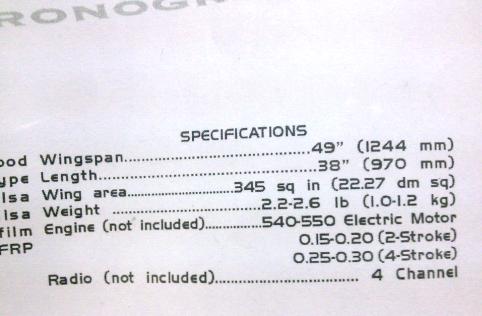 RONOGR
SPECIFICATIONS
ood Wingspan..............................49" (1244 mm)
ype Length..............................38" (970 mm)
lsa Wing area......................345 sq in (22.27 dm sq)
lsa Weight ..........................2.2-2.6 lb (1.0-1.2 kg)
film Engine (not included)..............540-550 Electric Motor
FRP 0.15-0.20 (2-Stroke)
0.25-0.30 (4-Stroke)
Radio (not included)................................ 4 Channel